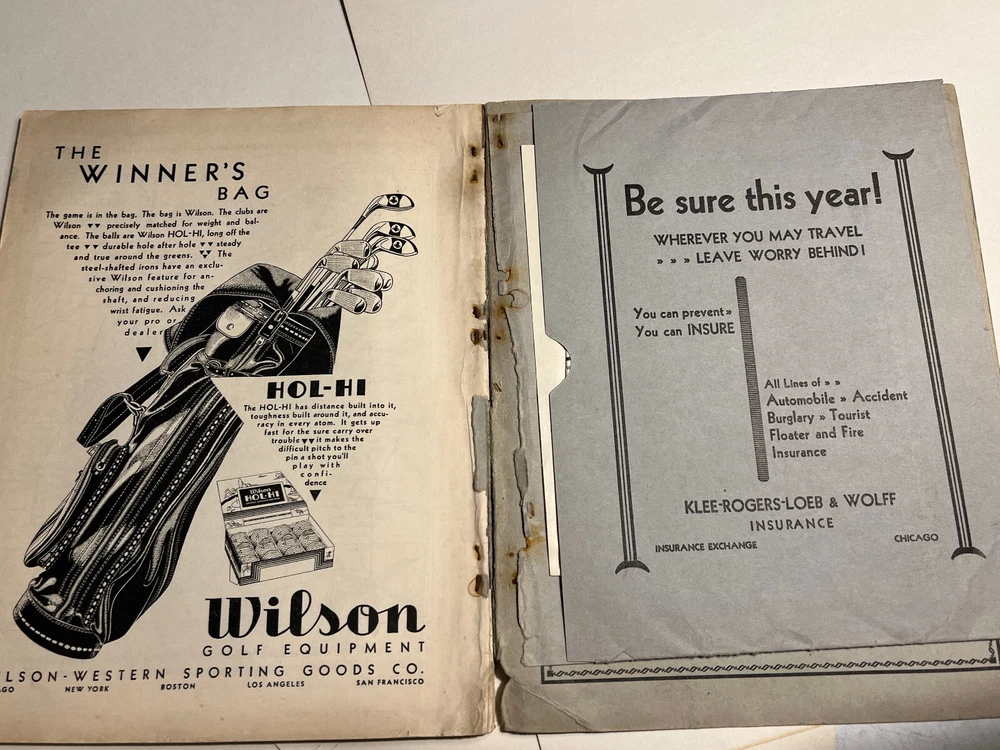 THE
WINNER'S
BAG
The game is in the bag. The bag is Wilson. The clubs are
Wilson ▾▾ precisely matched for weight and bal-
ance. The balls are Wilson HOL-HI, long off the
tee ▾▾ durable hole after hole ▾▾ steady
and true around the greens. ▾▾ The
steel-shafted irons have an exclu-
sive Wilson feature for an-
choring and cushioning the
shaft, and reducing
wrist fatigue. Ask
your pro or
dealer
HOL-HI
The HOL-HI has distance built into it,
toughness built around it, and accu-
racy in every atom. It gets up
fast for the sure carry over
trouble ▾▾ it makes the
difficult pitch to the
pin a shot you'll
play with
confi-
dence
Wilson
HOL-HI
Wilson
GOLF EQUIPMENT
LSON-WESTERN SPORTING GOODS CO.
AGO NEW YORK BOSTON LOS ANGELES SAN FRANCISCO
Be sure this year!
WHEREVER YOU MAY TRAVEL
» » » LEAVE WORRY BEHIND!
You can prevent »
You can INSURE
All Lines of » »
Automobile » Accident
Burglary » Tourist
Floater and Fire
Insurance
KLEE-ROGERS-LOEB & WOLFF
INSURANCE
INSURANCE EXCHANGE CHICAGO